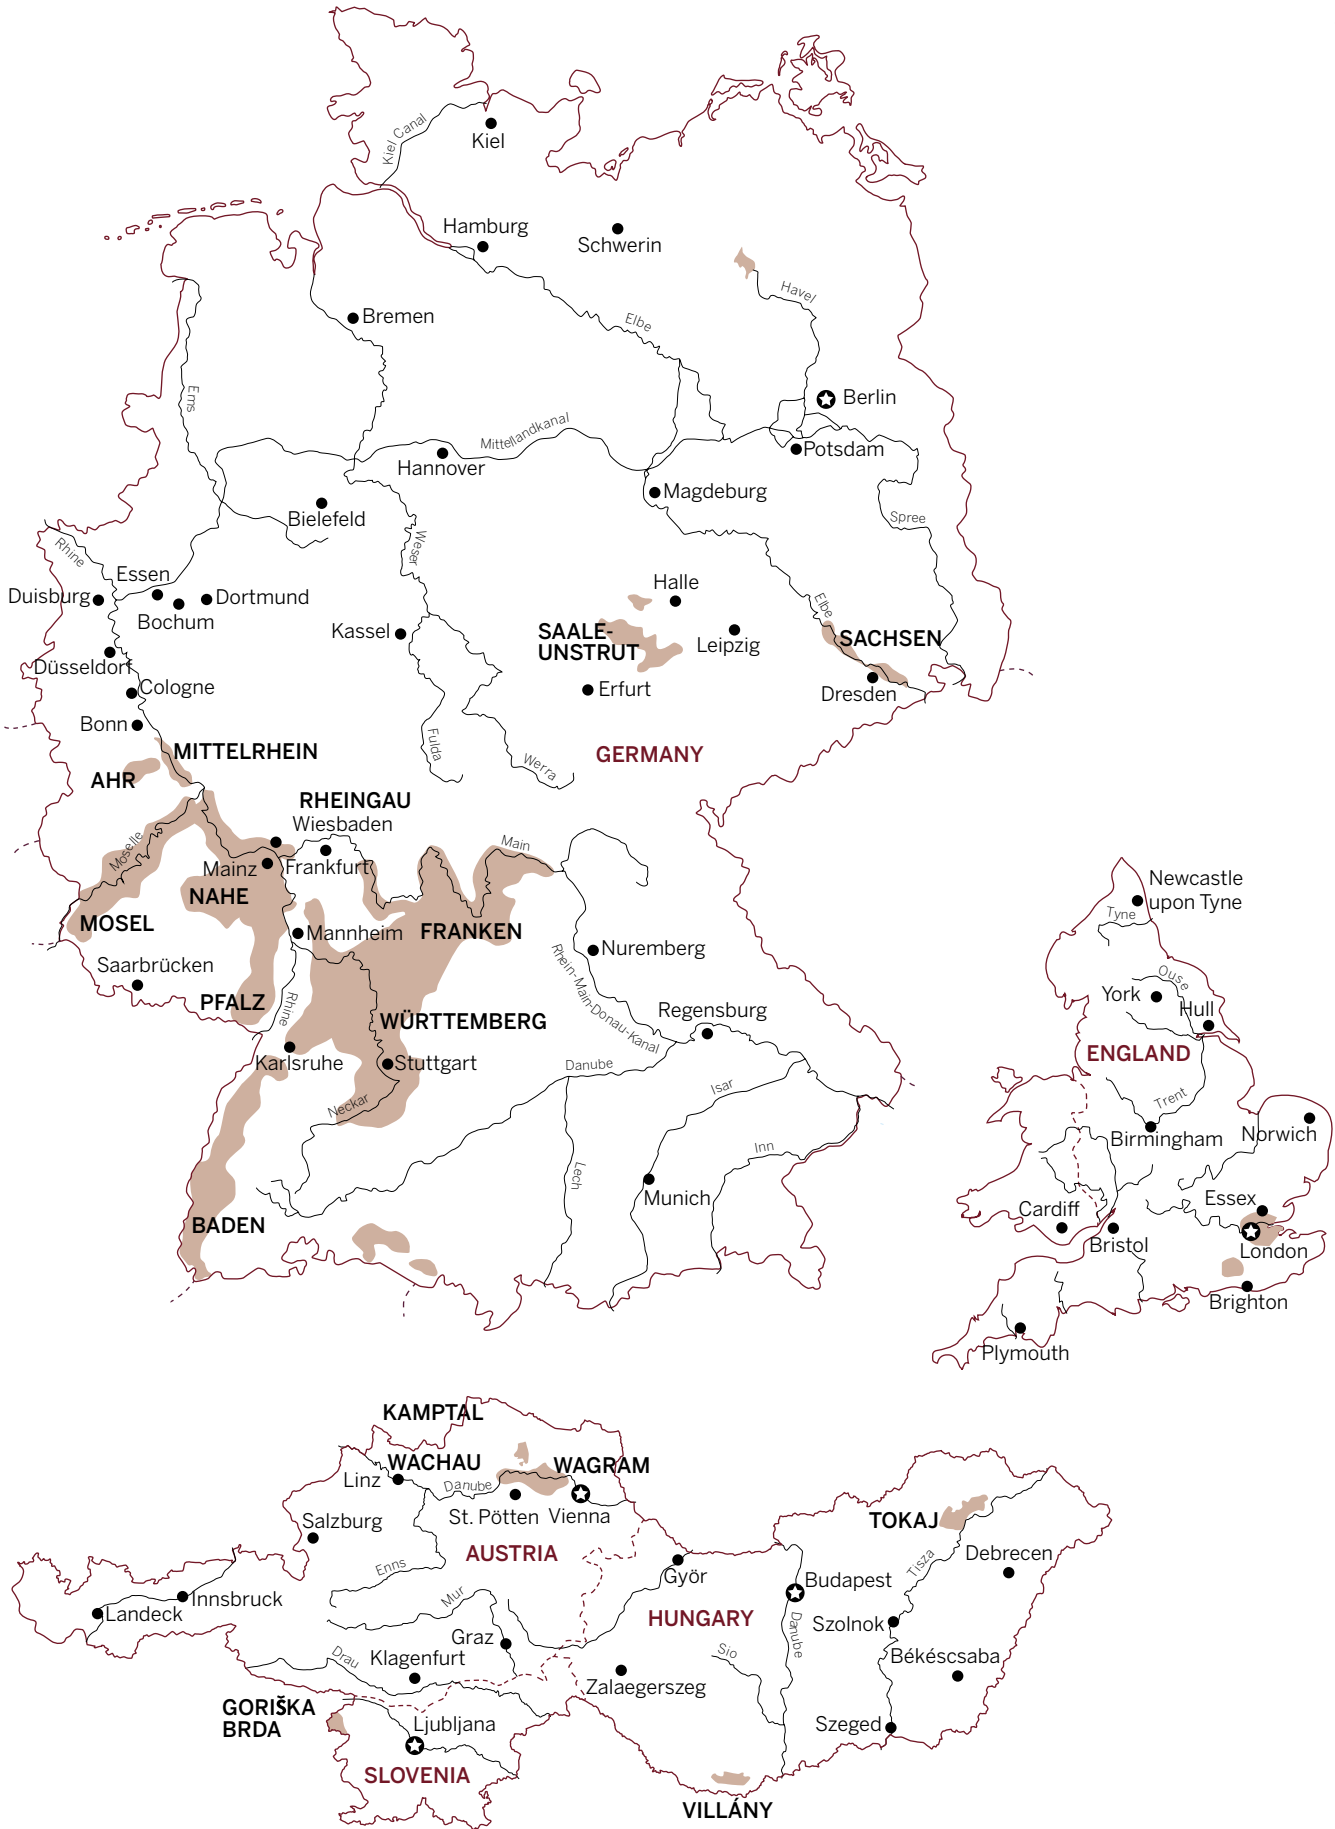 Kiel Canal
Kiel
Hamburg
Schwerin
Havel
Bremen
Elbe
Ems
Berlin
Mittellandkanal
Hannover
Potsdam
Magdeburg
Bielefeld
Spree
Rhine
Weser
Essen
Duisburg
Dortmund
Bochum
Halle
Elbe
Kassel
SAALE-
UNSTRUT
Leipzig
SACHSEN
Düsseldorf
Cologne
Erfurt
Dresden
Bonn
Fulda
Werra
MITTELRHEIN
GERMANY
AHR
RHEINGAU
Wiesbaden
Moselle
Main
Mainz
Frankfurt
NAHE
MOSEL
Mannheim
FRANKEN
Nuremberg
Saarbrücken
Rhein-Main-Donau-Kanal
PFALZ
Rhine
Regensburg
WÜRTTEMBERG
Karlsruhe
Stuttgart
Danube
Isar
Neckar
Inn
Lech
Munich
BADEN
Newcastle
upon Tyne
Tyne
Ouse
York
Hull
ENGLAND
Trent
Birmingham
Norwich
Essex
Cardiff
Bristol
London
Brighton
Plymouth
KAMPTAL
WACHAU
WAGRAM
Linz
Danube
St. Pötten
Vienna
Salzburg
AUSTRIA
Enns
Innsbruck
Landeck
Mur
Graz
Drau
Klagenfurt
GORIŠKA
BRDA
Ljubljana
SLOVENIA
TOKAJ
Tisza
Debrecen
Györ
Budapest
HUNGARY
Danube
Szolnok
Sio
Békéscsaba
Zalaegerszeg
Szeged
VILLÁNY